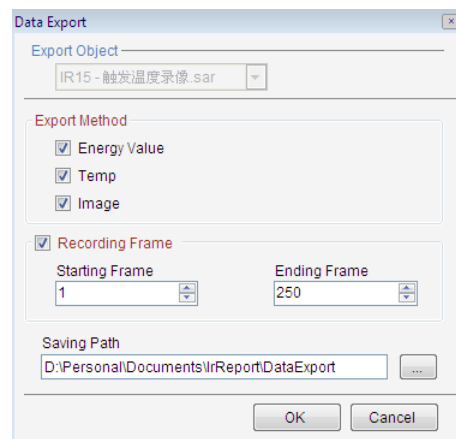 Data Export
Export Object
IR15 - 触发温度录像.sar
Export Method
Energy Value
Temp
Image
Recording Frame
Starting Frame Ending Frame
1 250
Saving Path
D:\Personal\Documents\IrReport\DataExport ...
OK Cancel